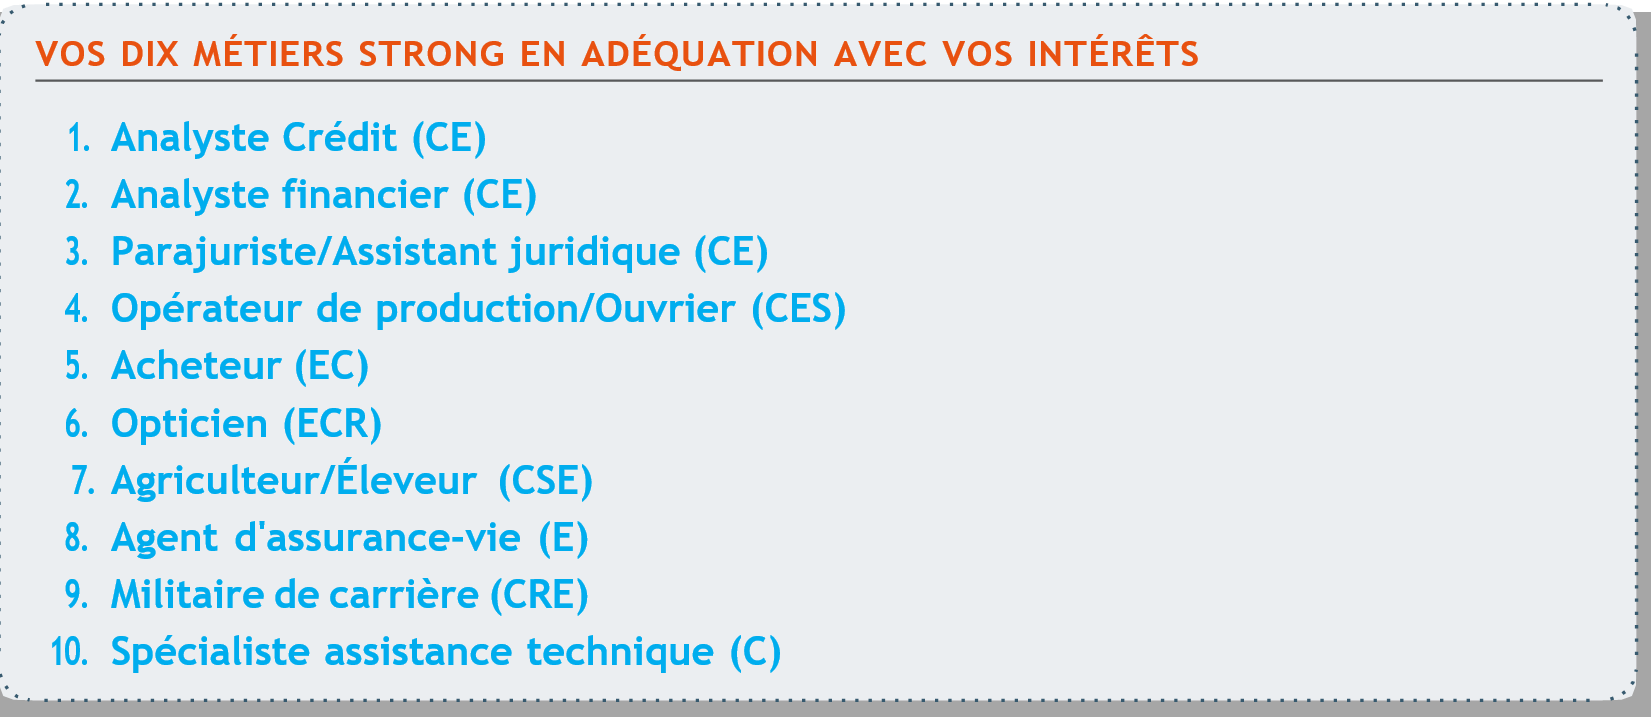 VOS DIX MÉTIERS STRONG EN ADÉQUATION AVEC VOS INTÉRÊTS
1. Analyste Crédit (CE)
2. Analyste financier (CE)
3. Parajuriste/Assistant juridique (CE)
4. Opérateur de production/Ouvrier (CES)
5. Acheteur (EC)
6. Opticien (ECR)
7. Agriculteur/Éleveur (CSE)
8. Agent d'assurance-vie (E)
9. Militaire de carrière (CRE)
10. Spécialiste assistance technique (C)